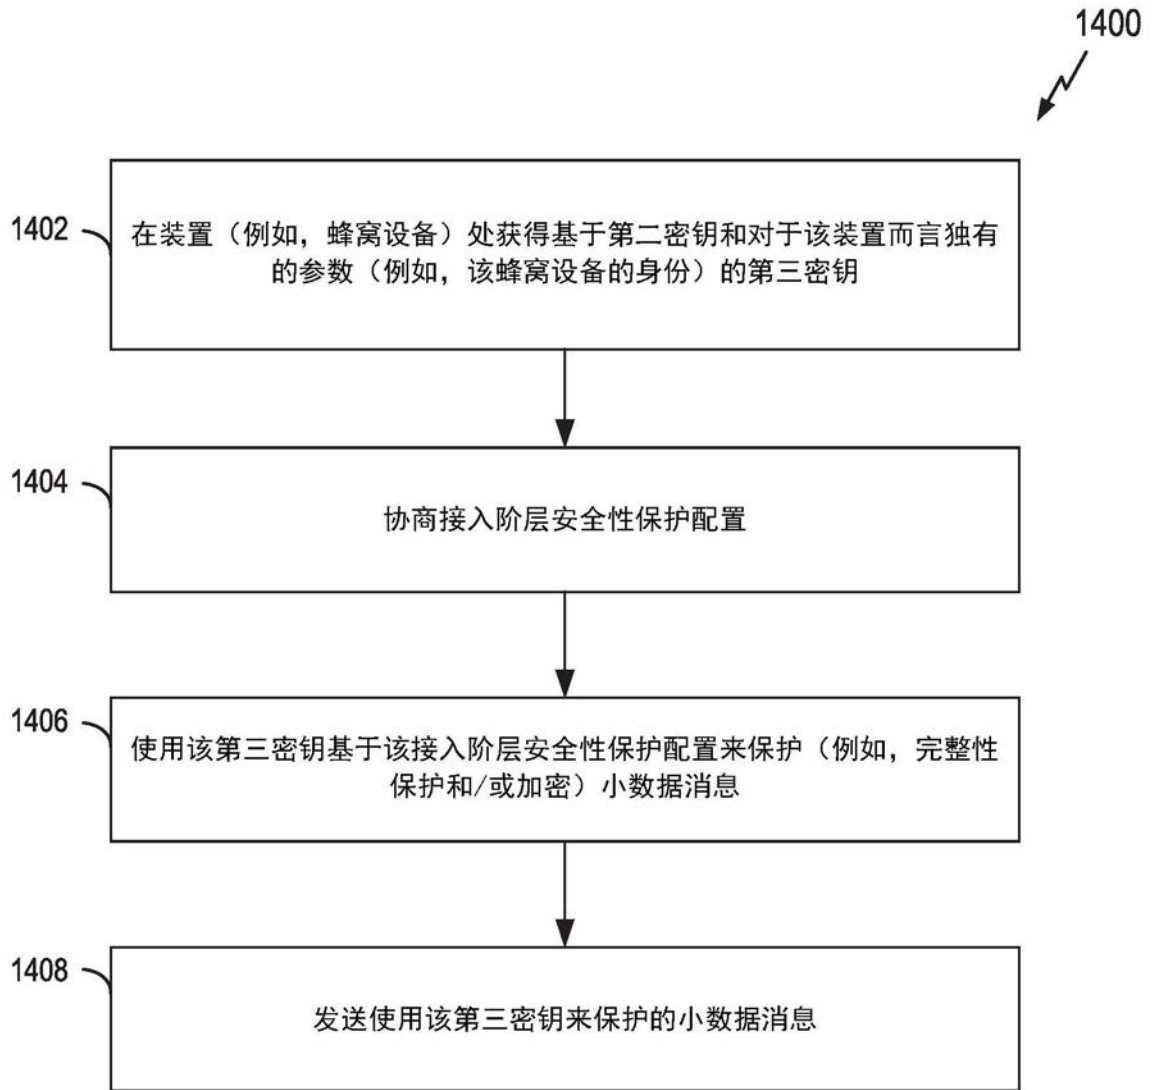 1400
1402
在装置（例如，蜂窝设备）处获得基于第二密钥和对于该装置而言独有
的参数（例如，该蜂窝设备的身份）的第三密钥
1404
协商接入阶层安全性保护配置
1406
使用该第三密钥基于该接入阶层安全性保护配置来保护（例如，完整性
保护和/或加密）小数据消息
1408
发送使用该第三密钥来保护的小数据消息